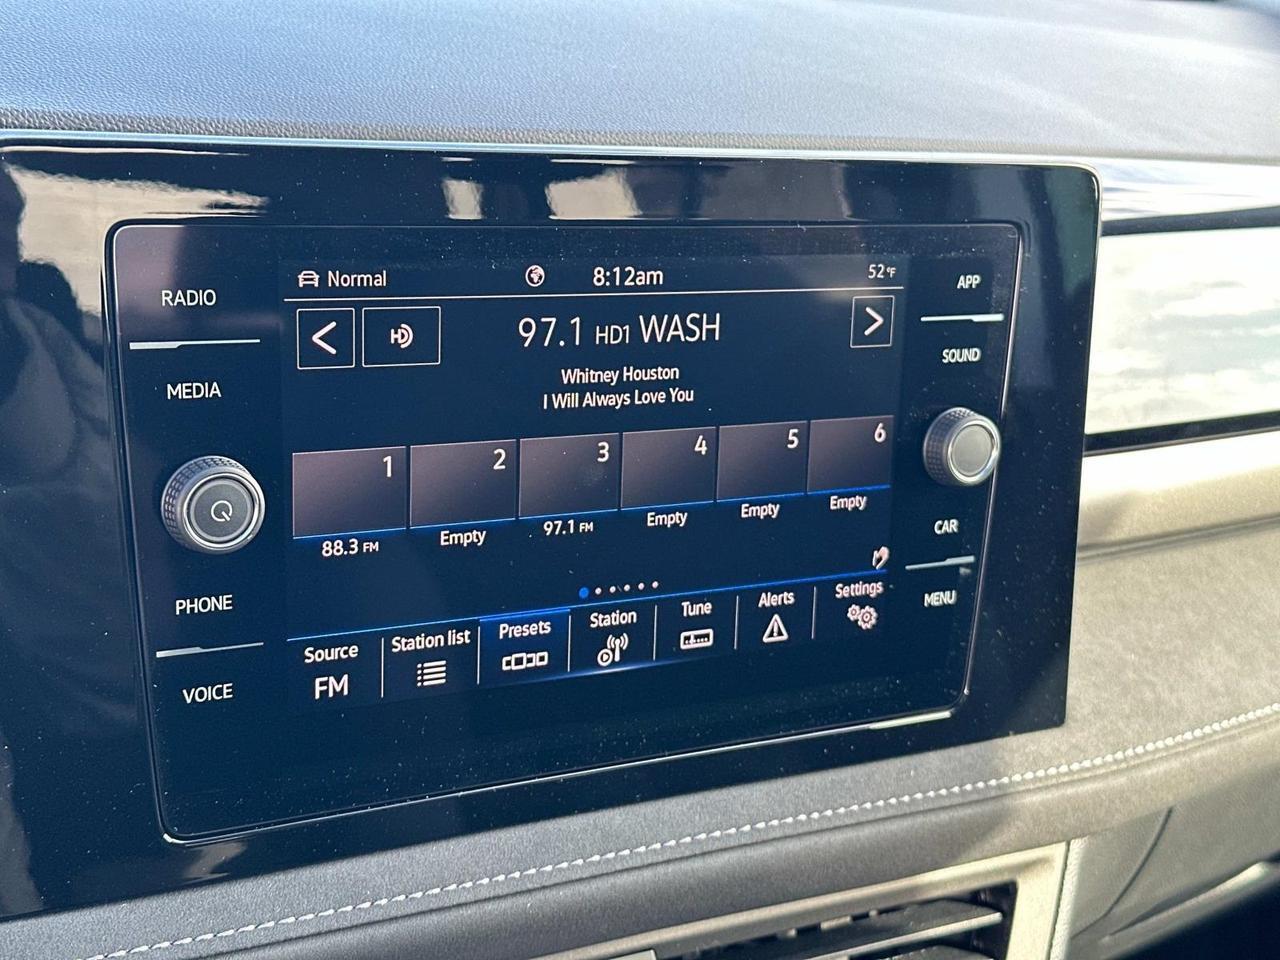 RADIO
MEDIA
PHONE
VOICE
Normal
8:12am
52°F
HD
97.1 HD1 WASH
Whitney Houston
I Will Always Love You
1
2
3
4
5
6
88.3 FM
Empty
97.1 FM
Empty
Empty
Empty
Source
FM
Station list
Presets
Station
Tune
Alerts
Settings
APP
SOUND
CAR
MENU